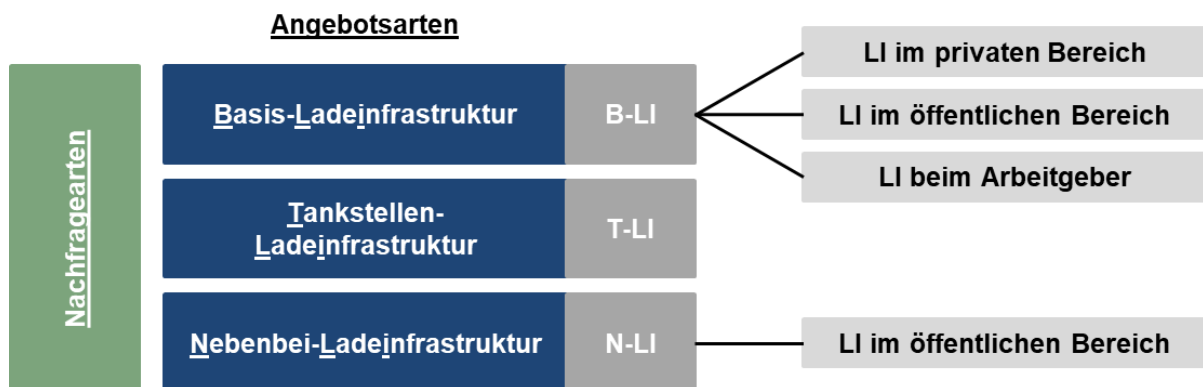 Angebotsarten
Nachfragearten
Basis-Ladeinfrastruktur
B-LI
LI im privaten Bereich
LI im öffentlichen Bereich
LI beim Arbeitgeber
Tankstellen-
Ladeinfrastruktur
T-LI
Nebenbei-Ladeinfrastruktur
N-LI
LI im öffentlichen Bereich